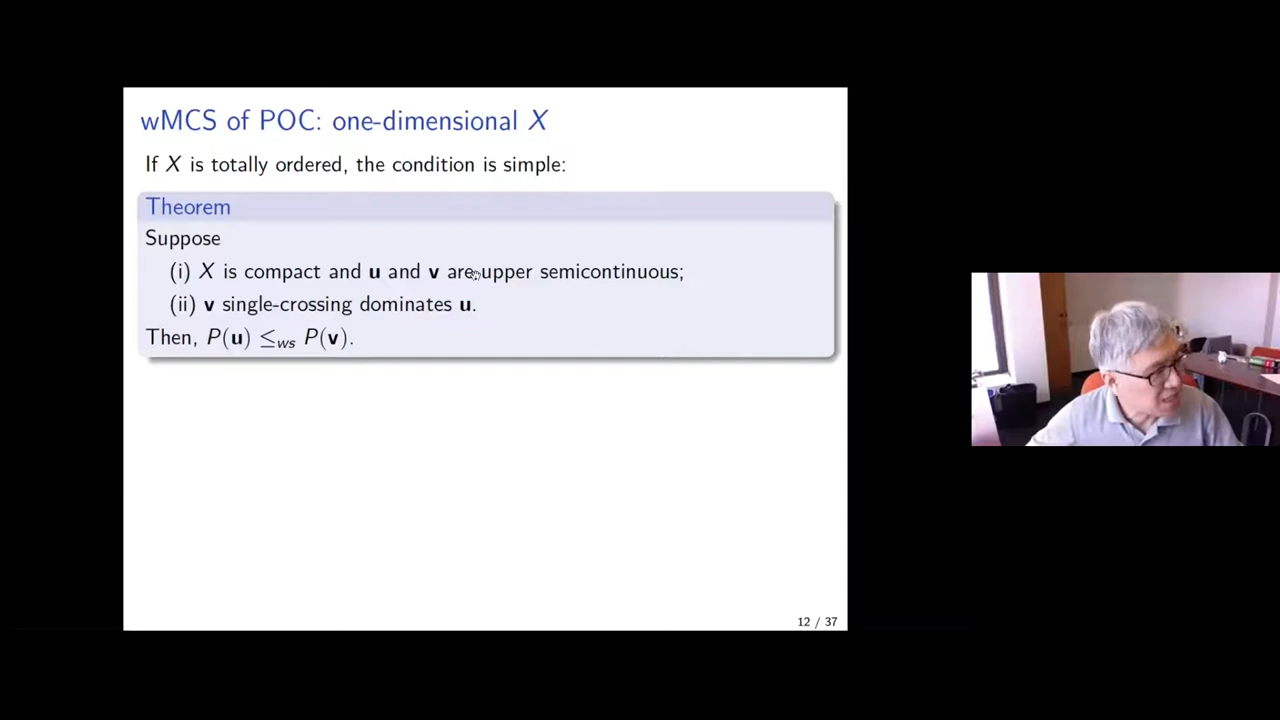 wMCS of POC: one-dimensional X
If X is totally ordered, the condition is simple:
Theorem
Suppose
(i) X is compact and u and v are upper semicontinuous;
(ii) v single-crossing dominates u.
Then, P(u) ≤ws P(v).
12 / 37